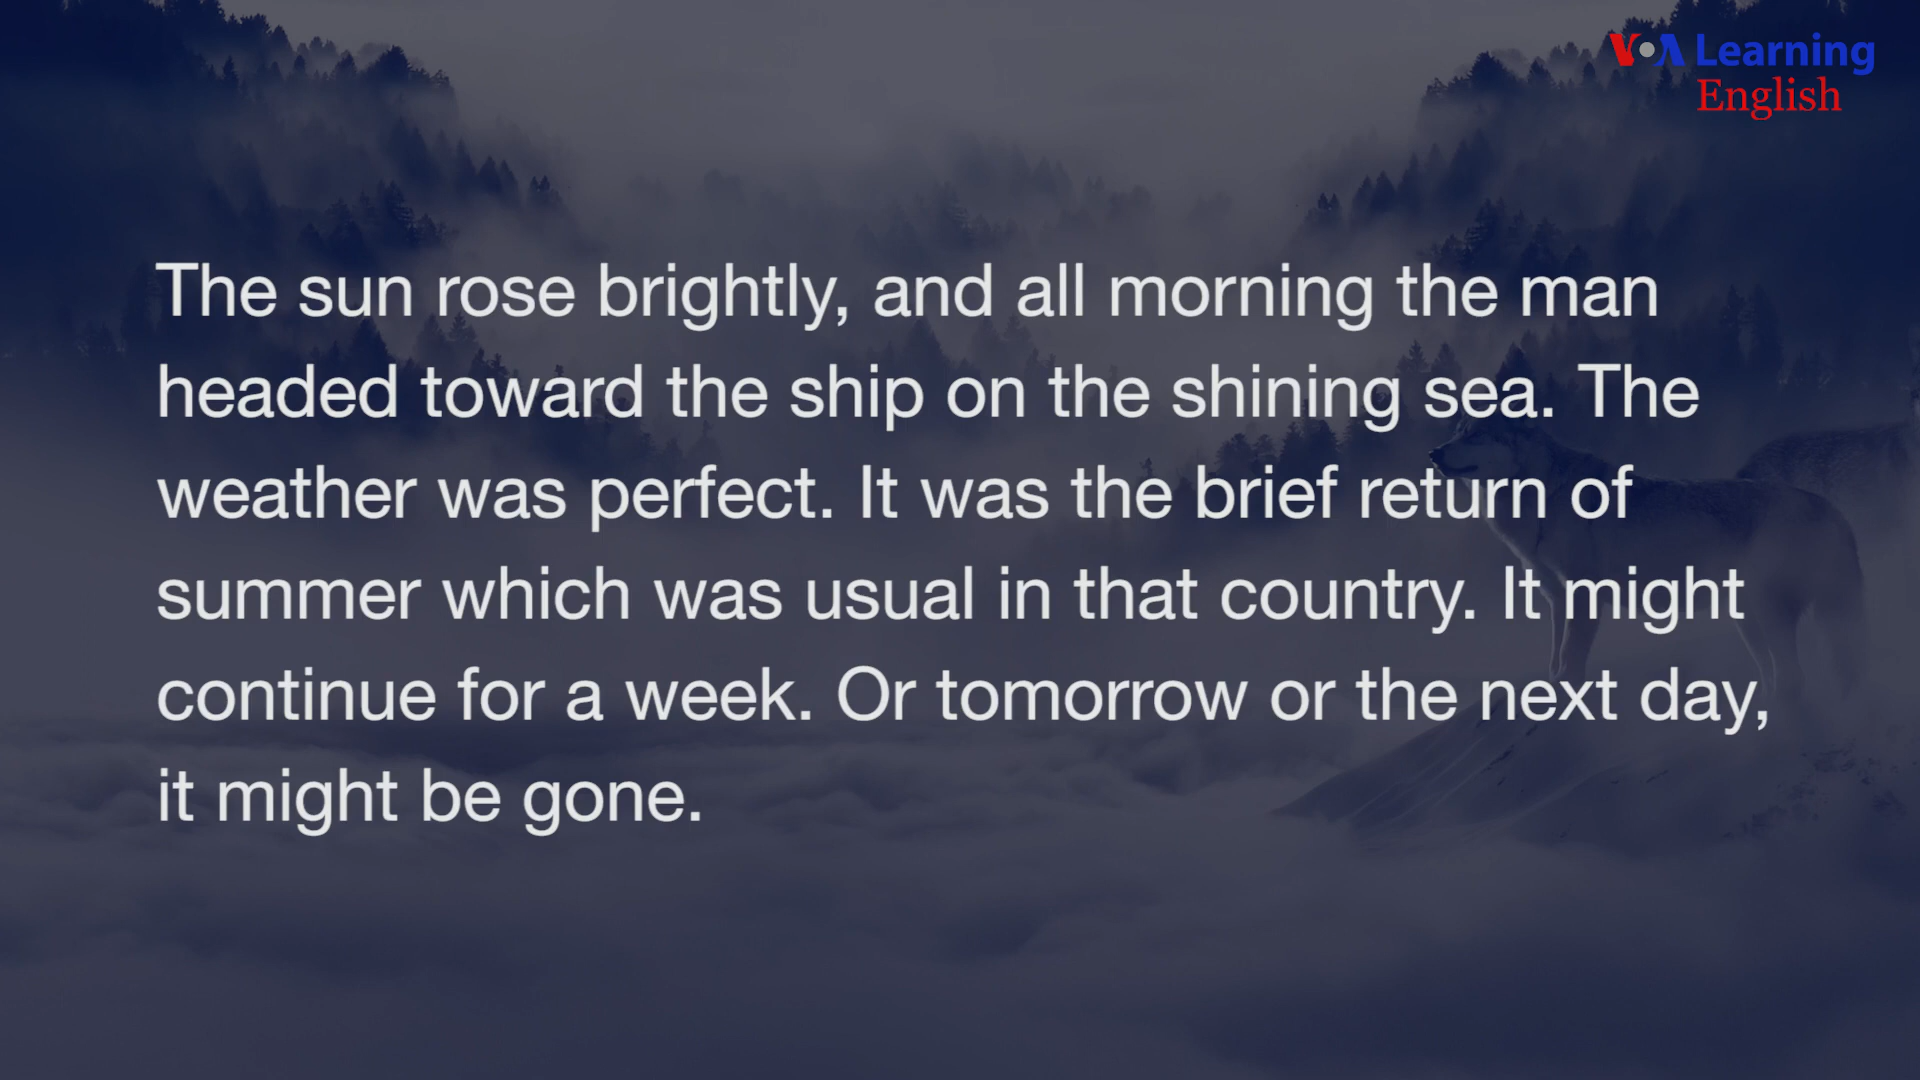 VOA Learning
English
The sun rose brightly, and all morning the man
headed toward the ship on the shining sea. The
weather was perfect. It was the brief return of
summer which was usual in that country. It might
continue for a week. Or tomorrow or the next day,
it might be gone.